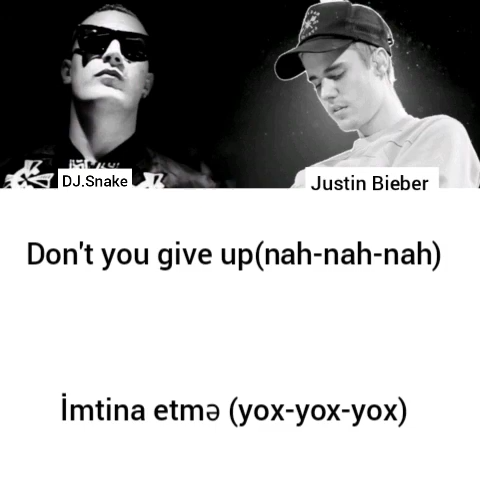 DJ.Snake
Justin Bieber
Don't you give up(nah-nah-nah)
İmtina etmə (yox-yox-yox)